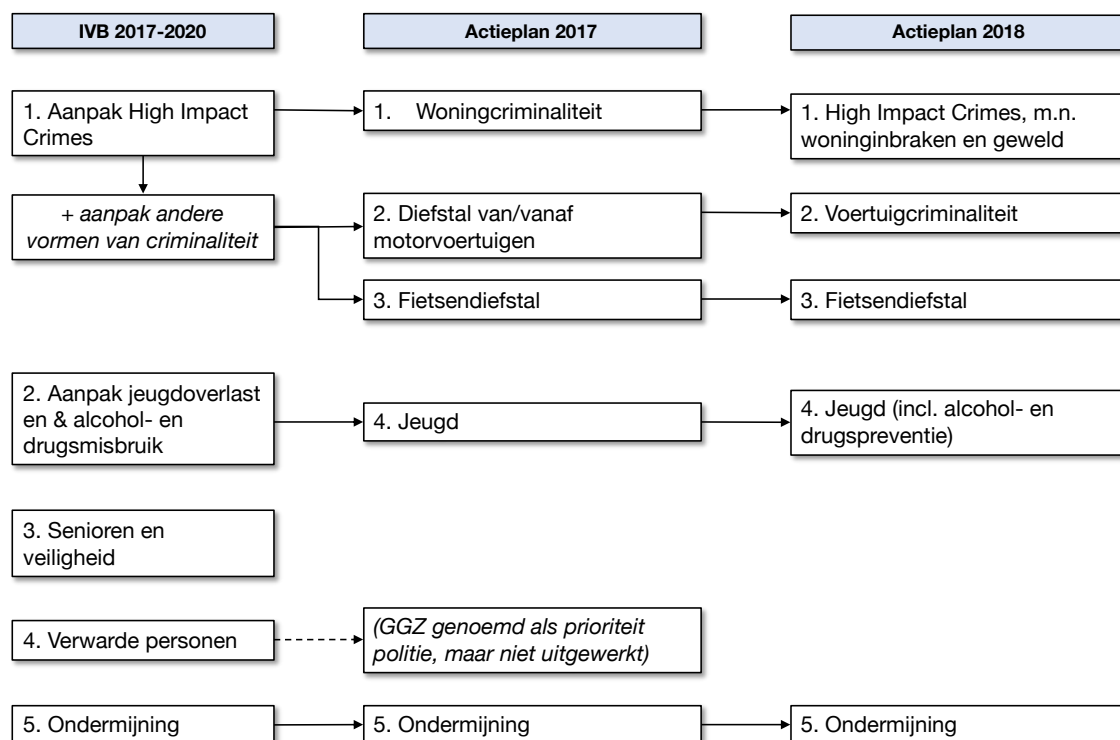 IVB 2017-2020
Actieplan 2017
Actieplan 2018
1. Aanpak High Impact
Crimes
1. Woningcriminaliteit
1. High Impact Crimes, m.n.
woninginbraken en geweld
+ aanpak andere
vormen van criminaliteit
2. Diefstal van/vanaf
motorvoertuigen
2. Voertuigcriminaliteit
3. Fietsendiefstal
3. Fietsendiefstal
2. Aanpak jeugdoverlast
en & alcohol- en
drugsmisbruik
4. Jeugd
4. Jeugd (incl. alcohol- en
drugspreventie)
3. Senioren en
veiligheid
4. Verwarde personen
(GGZ genoemd als prioriteit
politie, maar niet uitgewerkt)
5. Ondermijning
5. Ondermijning
5. Ondermijning